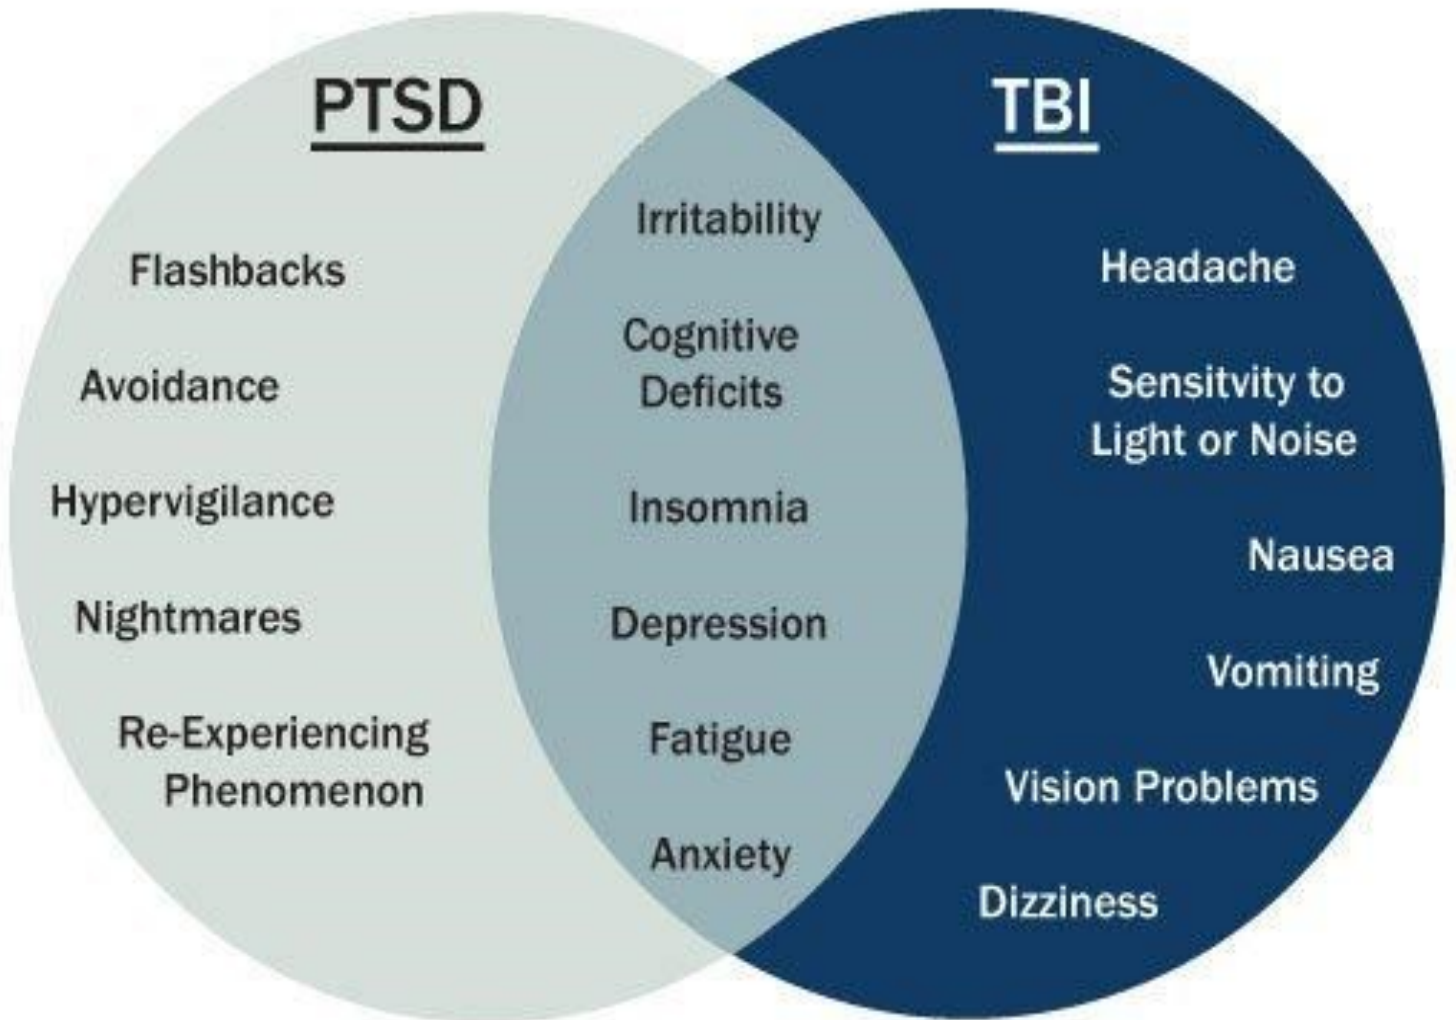 PTSD
Flashbacks
Avoidance
Hypervigilance
Nightmares
Re-Experiencing
Phenomenon
Irritability
Cognitive
Deficits
Insomnia
Depression
Fatigue
Anxiety
TBI
Headache
Sensitvity to
Light or Noise
Nausea
Vomiting
Vision Problems
Dizziness